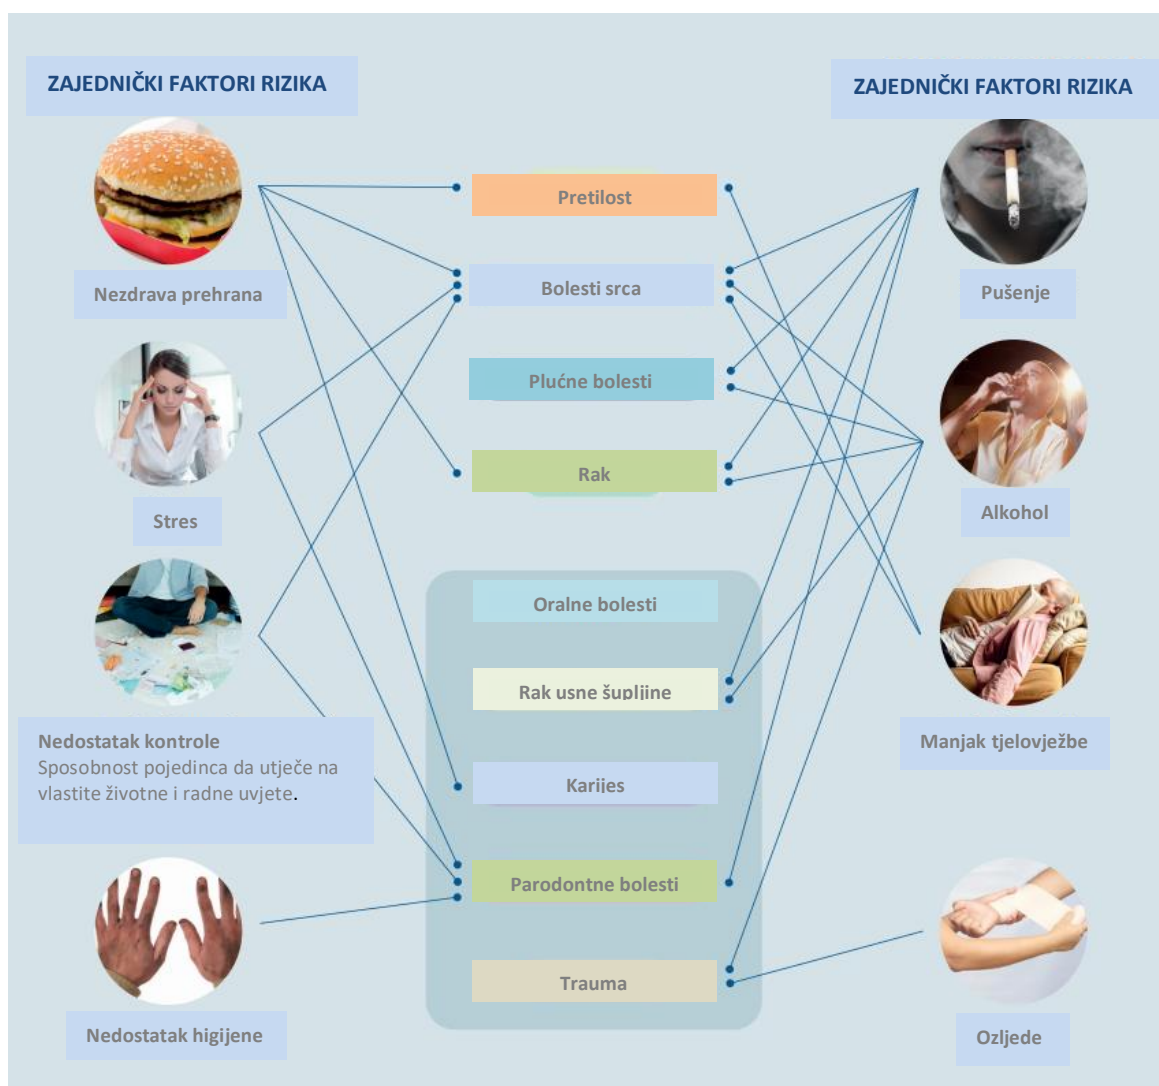 ZAJEDNIČKI FAKTORI RIZIKA
Nezdrava prehrana
Stres
Nedostatak kontrole
Sposobnost pojedinca da utječe na
vlastite životne i radne uvjete.
Nedostatak higijene
Pretilost
Bolesti srca
Plućne bolesti
Rak
Oralne bolesti
Rak usne šupljine
Karijes
Parodontne bolesti
Trauma
ZAJEDNIČKI FAKTORI RIZIKA
Pušenje
Alkohol
Manjak tjelovježbe
Ozljede